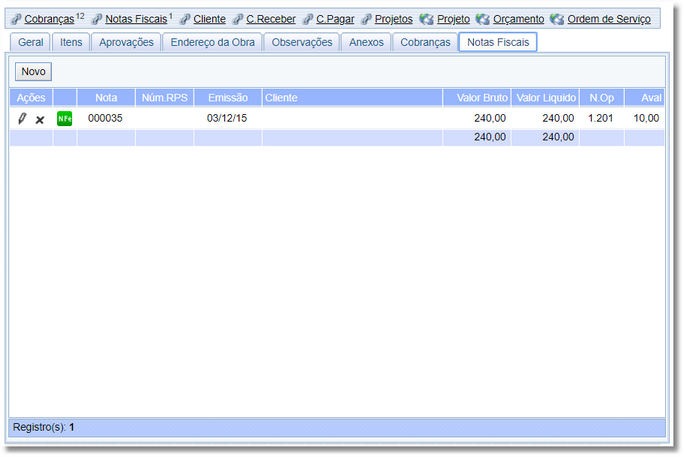 Cobranças 12 Notas Fiscais 1 Cliente C.Receber C.Pagar Projetos Projeto Orçamento Ordem de Serviço
Geral Itens Aprovações Endereço da Obra Observações Anexos Cobranças Notas Fiscais
Novo
Ações Nota Núm.RPS Emissão Cliente Valor Bruto Valor Liquido N.Op Aval
NFe 000035 03/12/15 240,00 240,00 1.201 10,00
240,00 240,00
Registro(s): 1